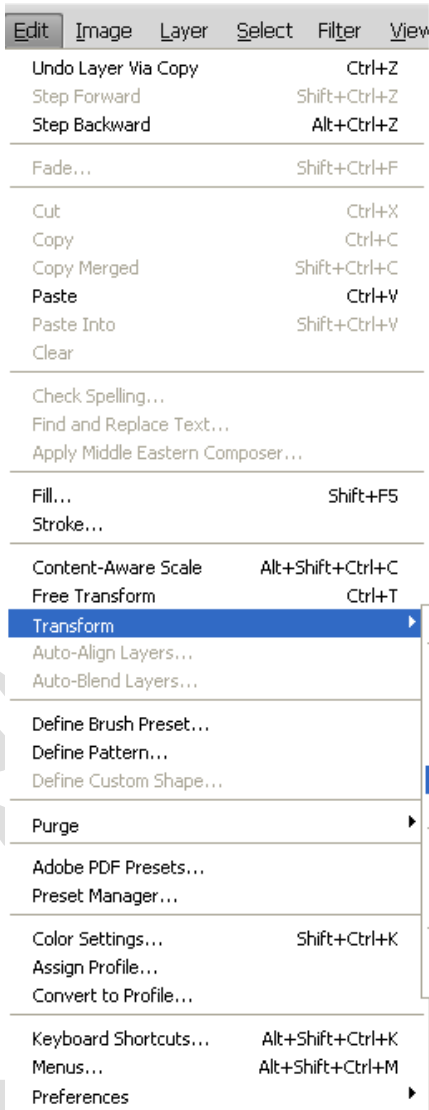 Edit Image Layer Select Filter View
Undo Layer Via Copy Ctrl+Z
Step Forward Shift+Ctrl+Z
Step Backward Alt+Ctrl+Z
Fade... Shift+Ctrl+F
Cut Ctrl+X
Copy Ctrl+C
Copy Merged Shift+Ctrl+C
Paste Ctrl+V
Paste Into Shift+Ctrl+V
Clear
Check Spelling...
Find and Replace Text...
Apply Middle Eastern Composer...
Fill... Shift+F5
Stroke...
Content-Aware Scale Alt+Shift+Ctrl+C
Free Transform Ctrl+T
Transform
Auto-Align Layers...
Auto-Blend Layers...
Define Brush Preset...
Define Pattern...
Define Custom Shape...
Purge
Adobe PDF Presets...
Preset Manager...
Color Settings... Shift+Ctrl+K
Assign Profile...
Convert to Profile...
Keyboard Shortcuts... Alt+Shift+Ctrl+K
Menus... Alt+Shift+Ctrl+M
Preferences